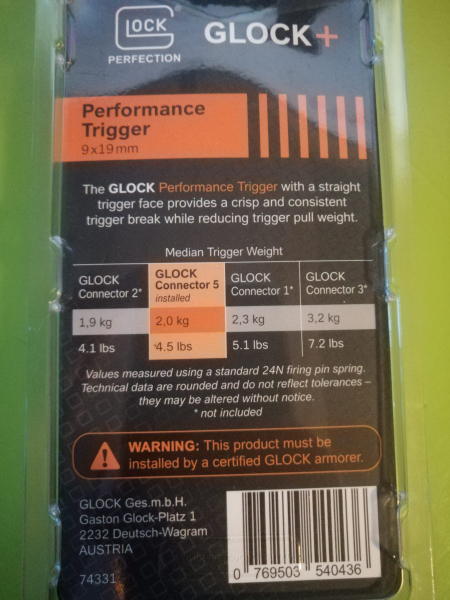 GLOCK
PERFECTION
GLOCK+
Performance
Trigger
9x19mm
The GLOCK Performance Trigger with a straight
trigger face provides a crisp and consistent
trigger break while reducing trigger pull weight.
Median Trigger Weight
GLOCK
Connector 2*
GLOCK
Connector 5
installed
GLOCK
Connector 1*
GLOCK
Connector 3*
1,9 kg 2,0 kg 2,3 kg 3,2 kg
4.1 lbs 4.5 lbs 5.1 lbs 7.2 lbs
Values measured using a standard 24N firing pin spring.
Technical data are rounded and do not reflect tolerances –
they may be altered without notice.
* not included
WARNING: This product must be
installed by a certified GLOCK armorer.
GLOCK Ges.m.b.H.
Gaston Glock-Platz 1
2232 Deutsch-Wagram
AUSTRIA
74331
0 769503 540436